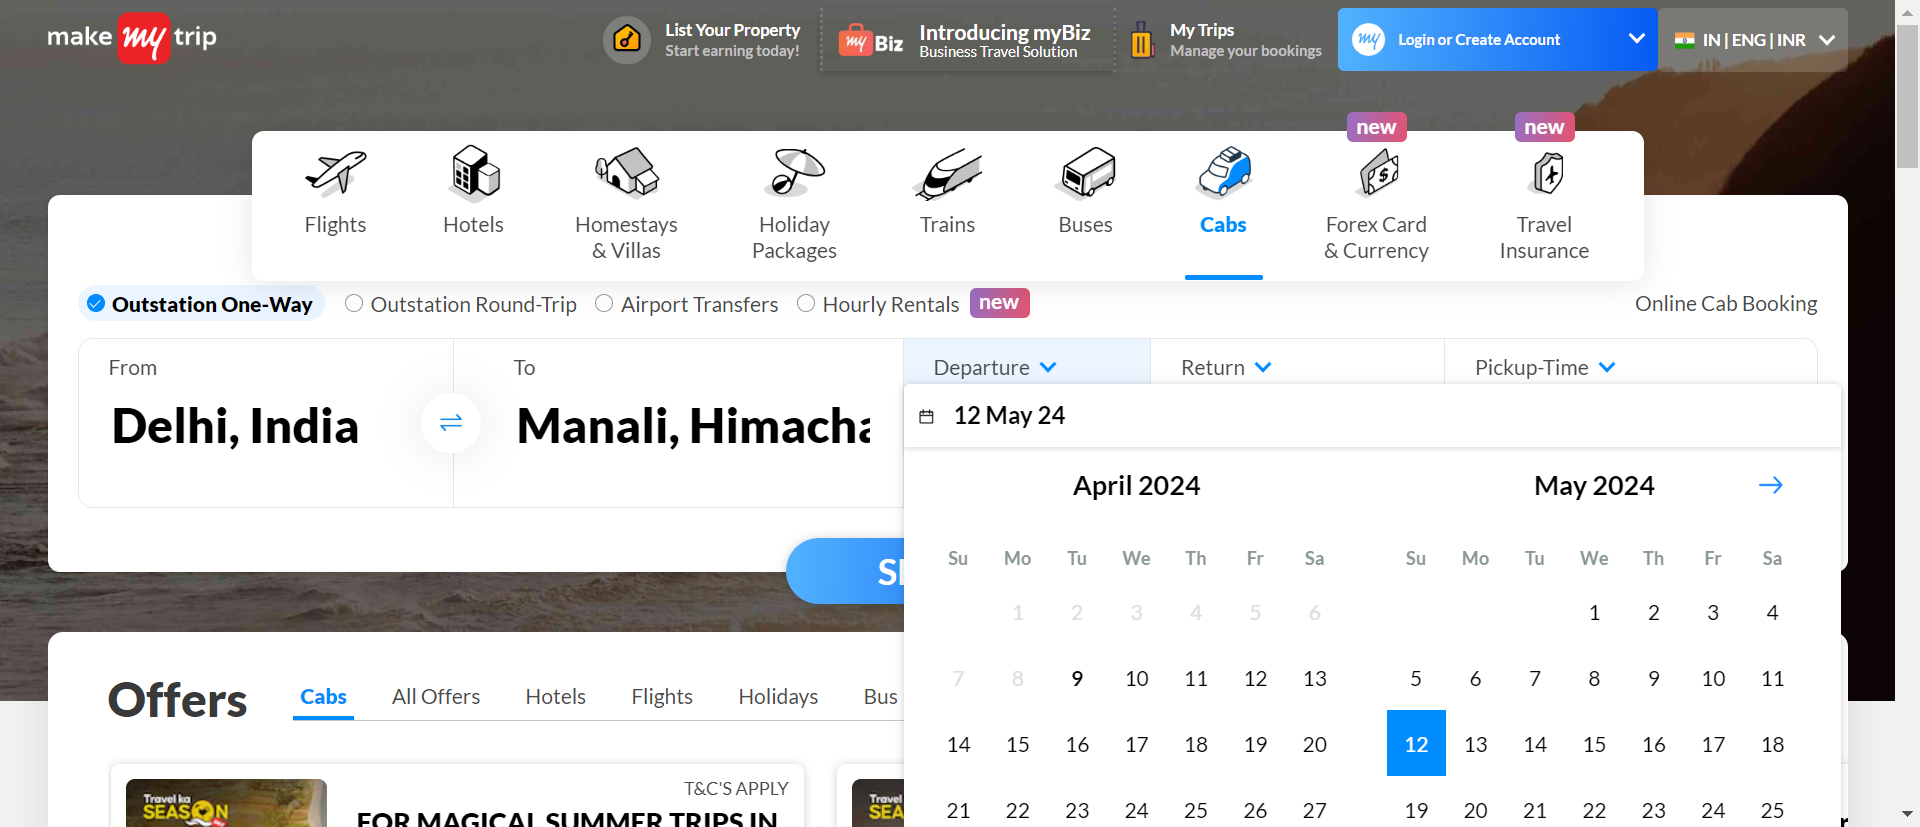 make my trip
List Your Property
Start earning today!
my Biz
Introducing myBiz
Business Travel Solution
My Trips
Manage your bookings
my
Login or Create Account
IN | ENG | INR
new
new
Flights
Hotels
Homestays
& Villas
Holiday
Packages
Trains
Buses
Cabs
Forex Card
& Currency
Travel
Insurance
Outstation One-Way
Outstation Round-Trip
Airport Transfers
Hourly Rentals
new
Online Cab Booking
From
Delhi, India
To
Manali, Himacha
Departure
Return
Pickup-Time
12 May 24
April 2024
Su Mo Tu We Th Fr Sa
1 2 3 4 5 6
7 8 9 10 11 12 13
14 15 16 17 18 19 20
21 22 23 24 25 26 27
May 2024
Su Mo Tu We Th Fr Sa
1 2 3 4
5 6 7 8 9 10 11
12 13 14 15 16 17 18
19 20 21 22 23 24 25
Offers
Cabs
All Offers
Hotels
Flights
Holidays
Bus
Travel ka
SEASON
T&C'S APPLY
FOR MAGICAL SUMMER TRIPS IN
Travel
SEA